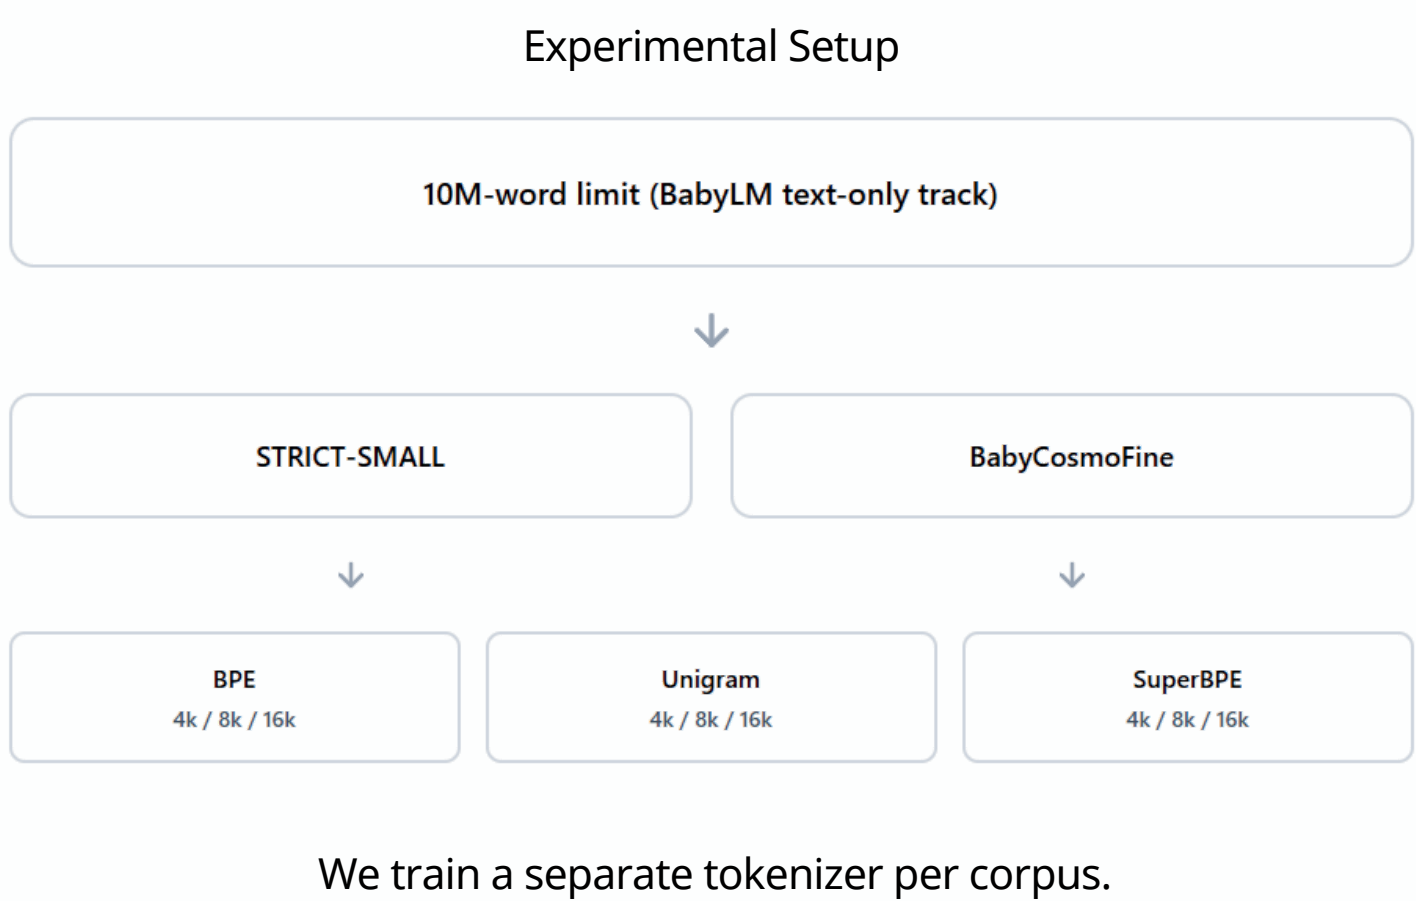 Experimental Setup
10M-word limit (BabyLM text-only track)
STRICT-SMALL
BabyCosmoFine
BPE
4k / 8k / 16k
Unigram
4k / 8k / 16k
SuperBPE
4k / 8k / 16k
We train a separate tokenizer per corpus.